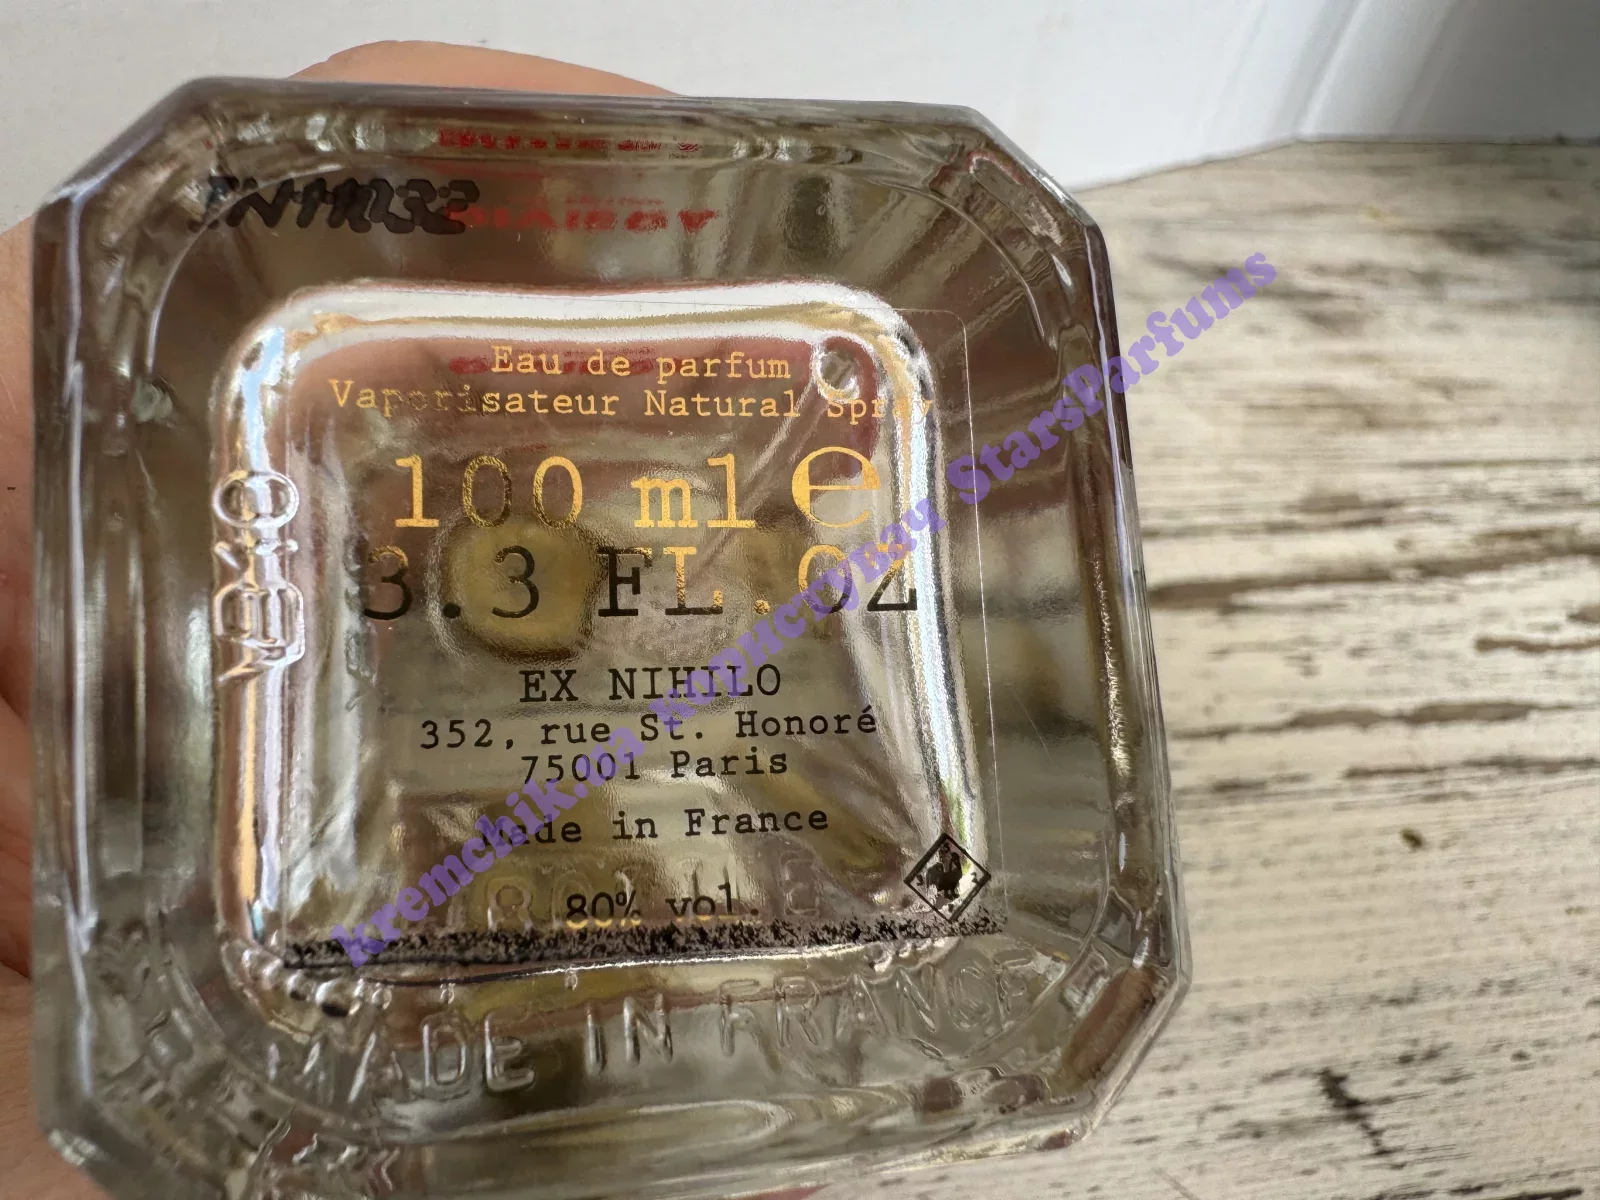 Eau de parfum
Vaporisateur Natural Spray
100 ml e
3.3 FL.OZ
EX NIHILO
352, rue St. Honoré
75001 Paris
made in France
80% vol.
MADE IN FRANCE
kremchik.ua користувач StarsParfums